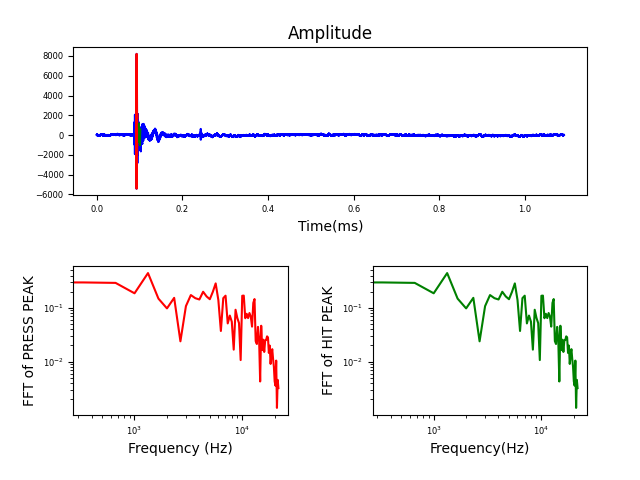 Amplitude
8000
6000
4000
2000
0
−2000
−4000
−6000
0.0 0.2 0.4 0.6 0.8 1.0
Time(ms)
FFT of PRESS PEAK
10⁻¹
10⁻²
10³ 10⁴
Frequency (Hz)
FFT of HIT PEAK
10⁻¹
10⁻²
10³ 10⁴
Frequency(Hz)